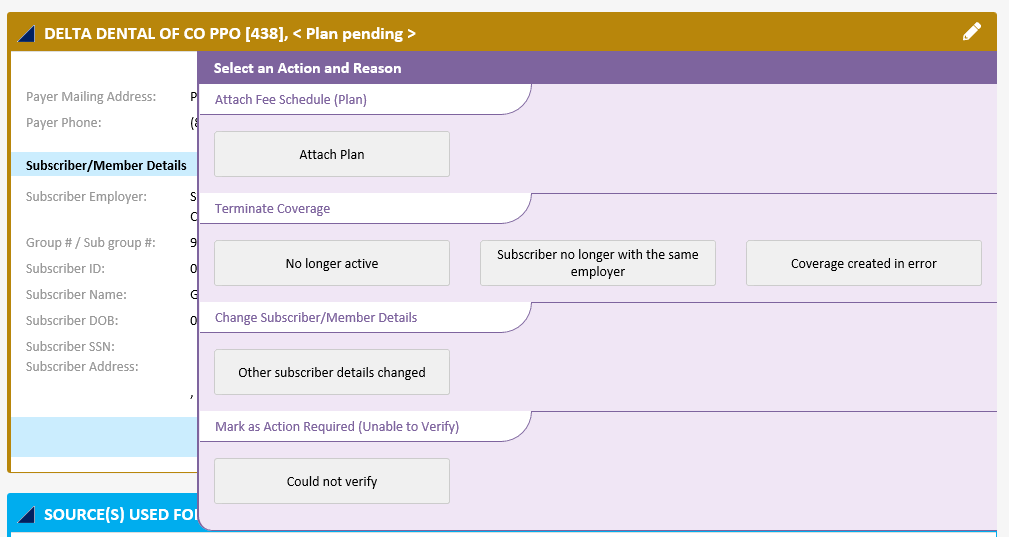 DELTA DENTAL OF CO PPO [438], < Plan pending >
Select an Action and Reason
Payer Mailing Address: P
Attach Fee Schedule (Plan)
Payer Phone: (8
Attach Plan
Subscriber/Member Details
Subscriber Employer: S
Terminate Coverage
Group # / Sub group #: 9
Subscriber ID: 0
No longer active
Subscriber no longer with the same
employer
Coverage created in error
Subscriber Name: G
Subscriber DOB: 0
Change Subscriber/Member Details
Subscriber SSN:
Subscriber Address:
,
Other subscriber details changed
Mark as Action Required (Unable to Verify)
Could not verify
SOURCE(S) USED FO